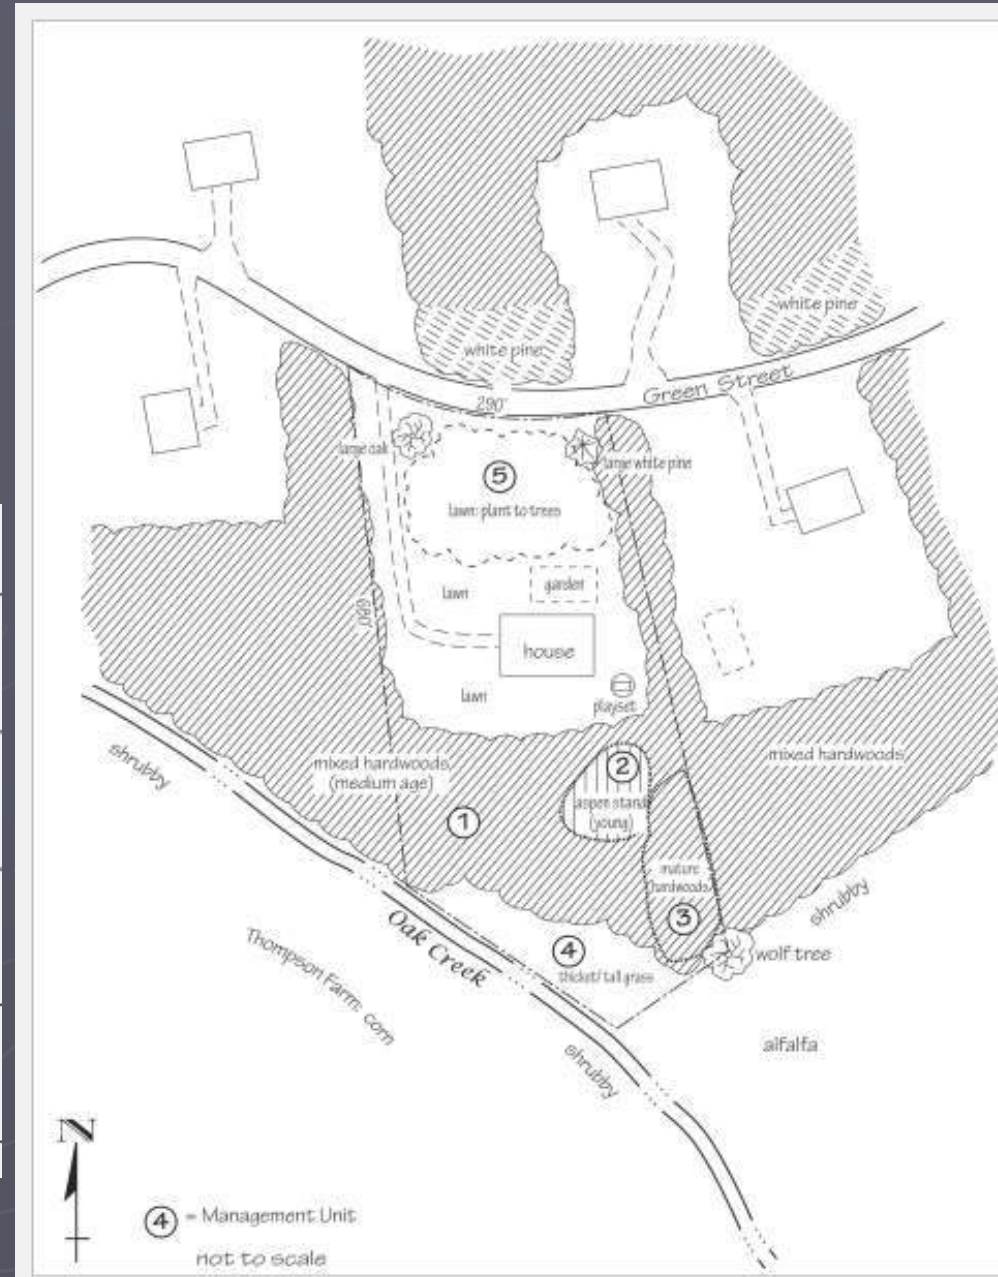 white pine
white pine
Green Street
290'
large oak
large white pine
5
lawn: plant to trees
lawn
garden
680'
house
lawn
playset
shrubby
mixed hardwoods
(medium age)
mixed hardwoods
2
aspen stand
(young)
1
mature
hardwoods
3
shrubby
Oak Creek
4
thicket/ tall grass
wolf tree
Thompson Farm: corn
shrubby
alfalfa
N
4 = Management Unit
not to scale